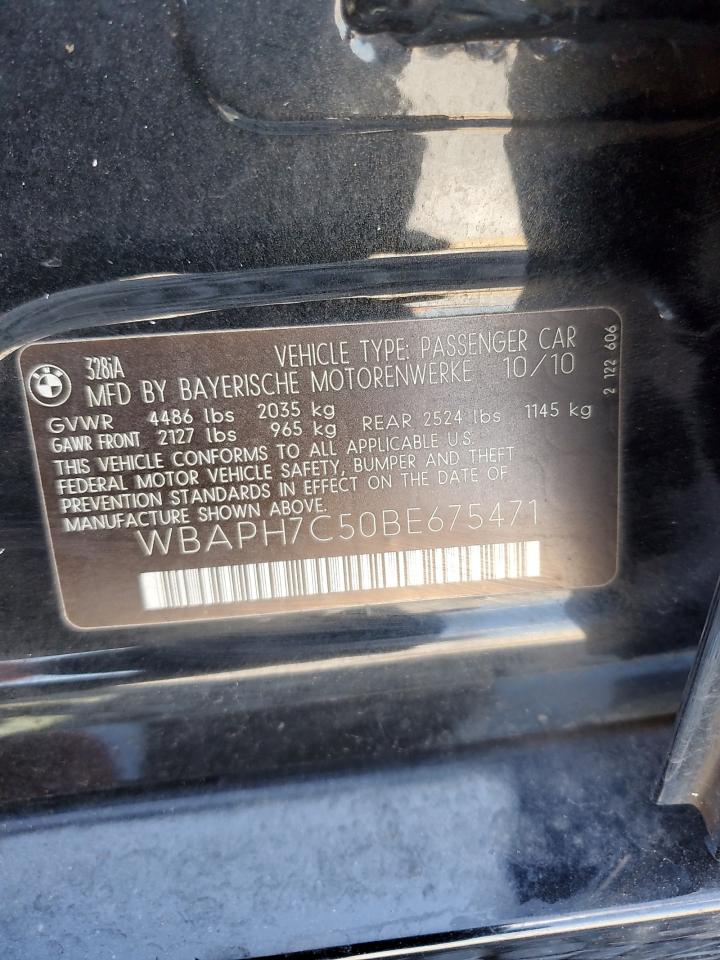 328iA
VEHICLE TYPE: PASSENGER CAR
MFD BY BAYERISCHE MOTORENWERKE 10/10
GVWR 4486 lbs 2035 kg
GAWR FRONT 2127 lbs 965 kg REAR 2524 lbs 1145 kg
THIS VEHICLE CONFORMS TO ALL APPLICABLE U.S.
FEDERAL MOTOR VEHICLE SAFETY, BUMPER AND THEFT
PREVENTION STANDARDS IN EFFECT ON THE DATE OF
MANUFACTURE SHOWN ABOVE.
WBAPH7C50BE675471
2 122 606